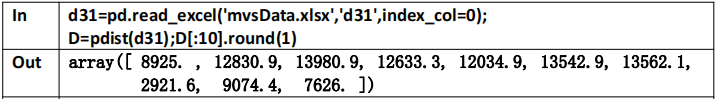 In d31=pd.read_excel('mvsData.xlsx','d31',index_col=0);
D=pdist(d31);D[:10].round(1)
Out array([ 8925. , 12830.9, 13980.9, 12633.3, 12034.9, 13542.9, 13562.1,
2921.6, 9074.4, 7626. ])